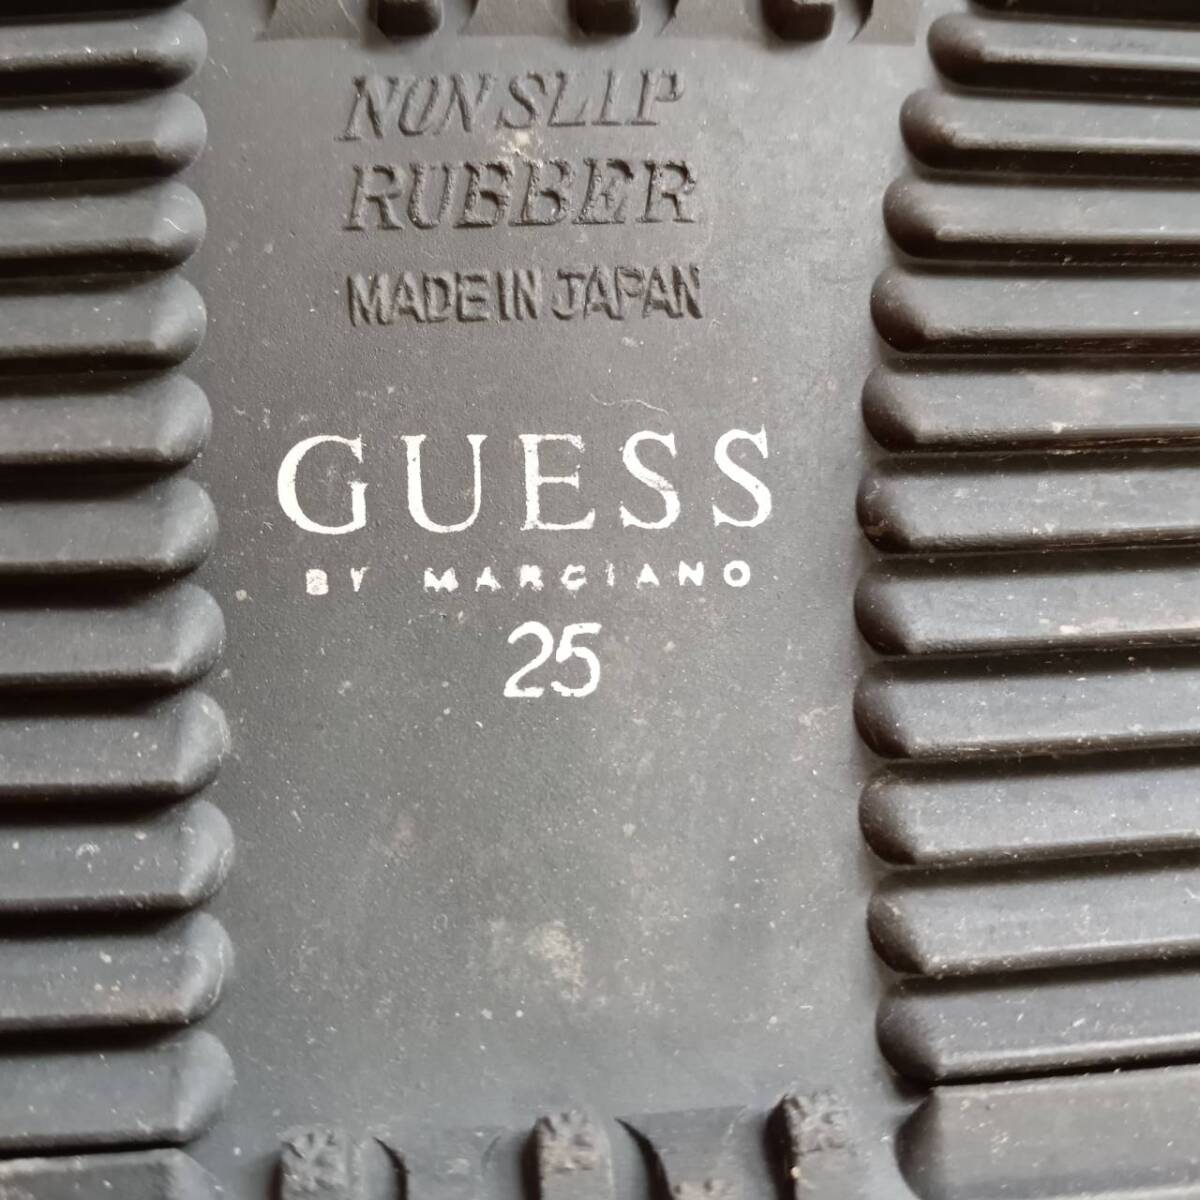 NON SLIP
RUBBER
MADE IN JAPAN
GUESS
BY MARCIANO
25